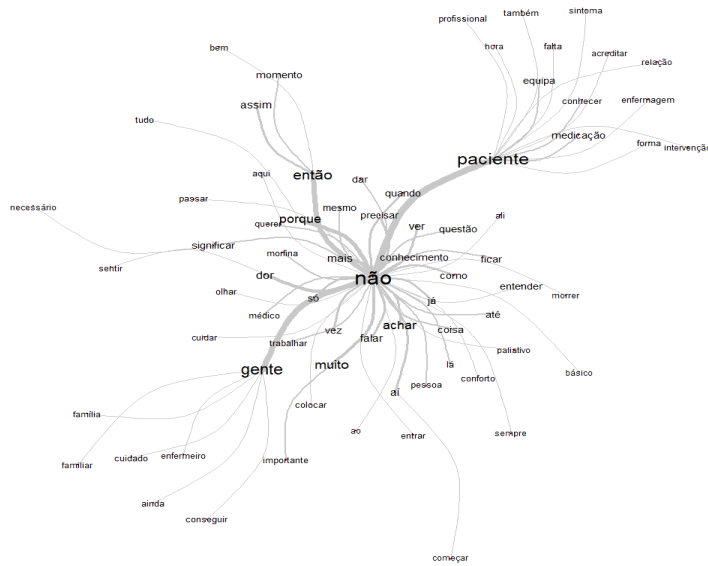 sintoma
também
profissional
bem
hora
falta
acreditar
relação
momento
equipa
assim
conhecer
enfermagem
tudo
medicação
forma
intervenção
paciente
então
aqui
dar
quando
passar
mesmo
necessário
porque
precisar
ali
querer
ver
questão
significar
mais
conhecimento
ficar
morfina
sentir
dor
não
como
entender
olhar
só
já
morrer
médico
até
achar
vez
coisa
cuidar
trabalhar
falar
paliativo
gente
muito
lá
básico
conforto
pessoa
aí
colocar
família
ao
entrar
sempre
cuidado
enfermeiro
importante
familiar
ainda
conseguir
começar